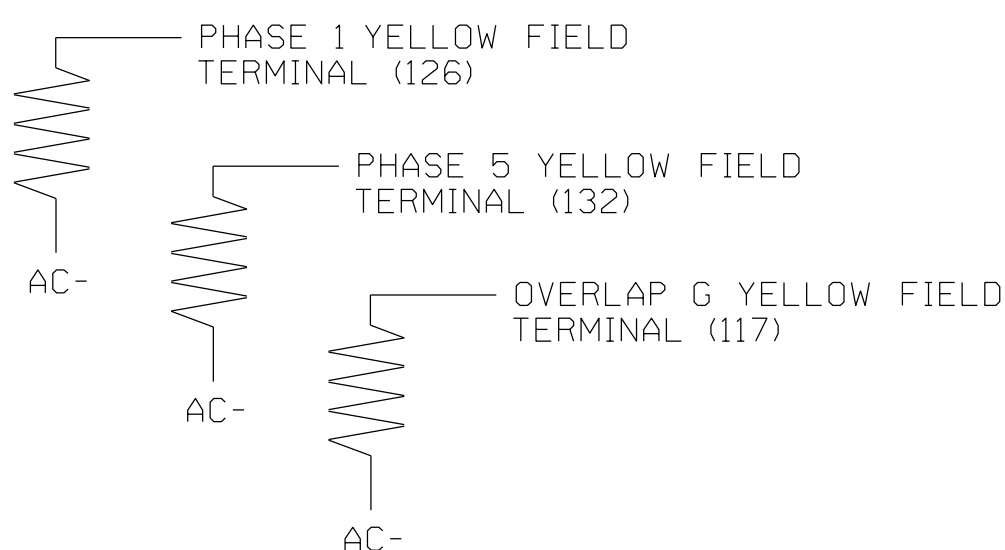 PHASE 1 YELLOW FIELD
TERMINAL (126)
AC-
PHASE 5 YELLOW FIELD
TERMINAL (132)
AC-
OVERLAP G YELLOW FIELD
TERMINAL (117)
AC-